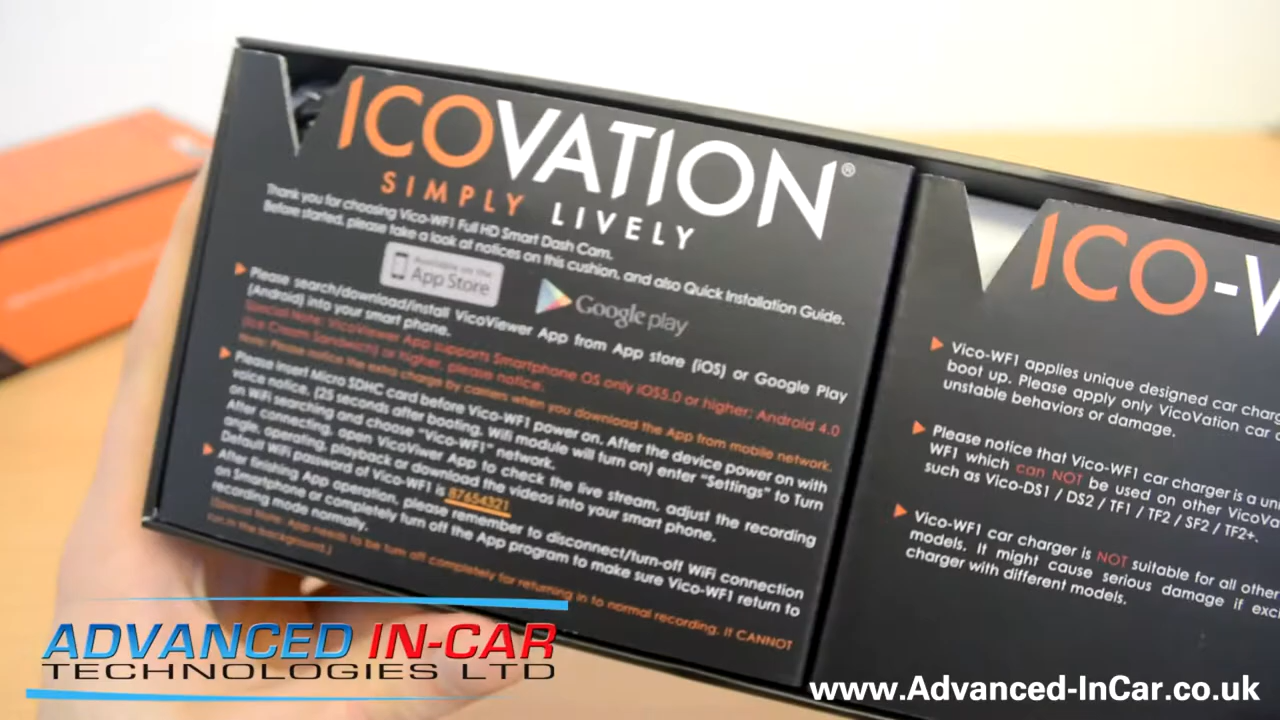 VICOVATION®
SIMPLY LIVELY
Thank you for choosing Vico-WF1 Full HD Smart Dash Cam.
Before started, please take a look at notices on this cushion, and also Quick Installation Guide.
Available on the
App Store
Google play
Please search/download/install VicoViewer App from App store (iOS) or Google Play
(Android) into your smart phone.
Special Note: VicoViewer App supports Smartphone OS only iOS5.0 or higher; Android 4.0
(Ice Cream Sandwich) or higher, please notice.
Note: Please notice the extra charge by carriers when you download the App from mobile network.
Please insert Micro SDHC card before Vico-WF1 power on. After the device power on with
voice notice, (25 seconds after booting, Wifi module will turn on) enter "Settings" to Turn
on WiFi searching and choose "Vico-WF1" network.
After connecting, open VicoViwer App to check the live stream, adjust the recording
angle, operating, playback or download the videos into your smart phone.
Default WiFi password of Vico-WF1 is 87654321
After finishing App operation, please remember to disconnect/turn-off WiFi connection
on Smartphone or completely turn off the App program to make sure Vico-WF1 return to
recording mode normally.
(Special Note: App needs to be turn off completely for returning in to normal recording. It CANNOT
run in the background.)
VICO-W
Vico-WF1 applies unique designed car charg
boot up. Please apply only VicoVation car
unstable behaviors or damage.
Please notice that Vico-WF1 car charger is a un
WF1 which can NOT be used on other VicoVa
such as Vico-DS1 / DS2 / TF1 / TF2 / SF2 / TF2+.
Vico-WF1 car charger is NOT suitable for all other
models. It might cause serious damage if exc
charger with different models.
ADVANCED IN-CAR
TECHNOLOGIES LTD
www.Advanced-InCar.co.uk